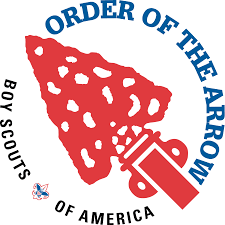 ORDER OF THE ARROW
BOY SCOUTS OF AMERICA